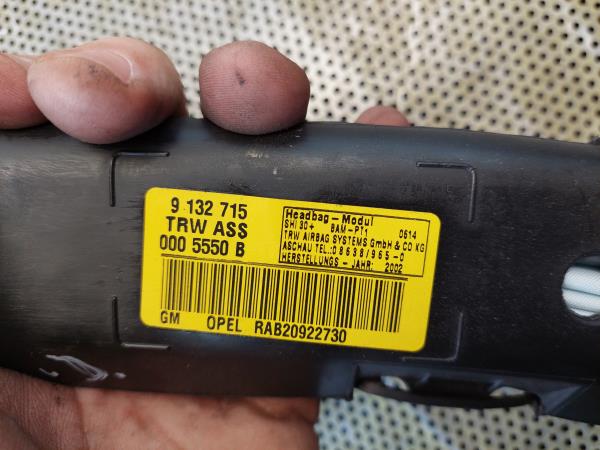 9 132 715
TRW ASS
000 5550 B
Headbag - Modul
SHI 30+ BAM-PT1 0614
TRW AIRBAG SYSTEMS GmbH & CO KG
ASCHAU TEL.:08638/965-0
HERSTELLUNGS - JAHR: 2002
GM OPEL RAB20922730